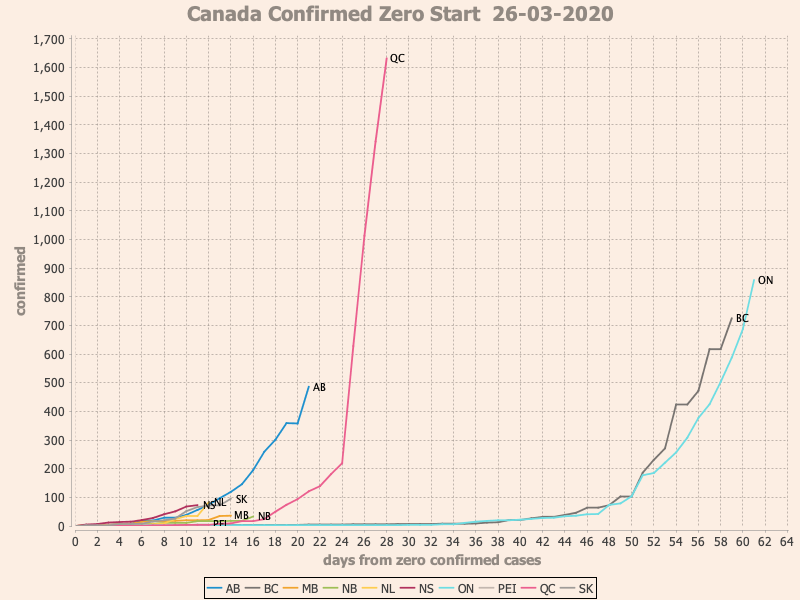 Canada Confirmed Zero Start 26-03-2020
1,700
1,600
1,500
1,400
1,300
1,200
1,100
1,000
900
800
700
600
500
400
300
200
100
0
confirmed
QC
AB
ON
BC
NS
NL
SK
MB
NB
PEI
0 2 4 6 8 10 12 14 16 18 20 22 24 26 28 30 32 34 36 38 40 42 44 46 48 50 52 54 56 58 60 62 64
days from zero confirmed cases
AB BC MB NB NL NS ON PEI QC SK